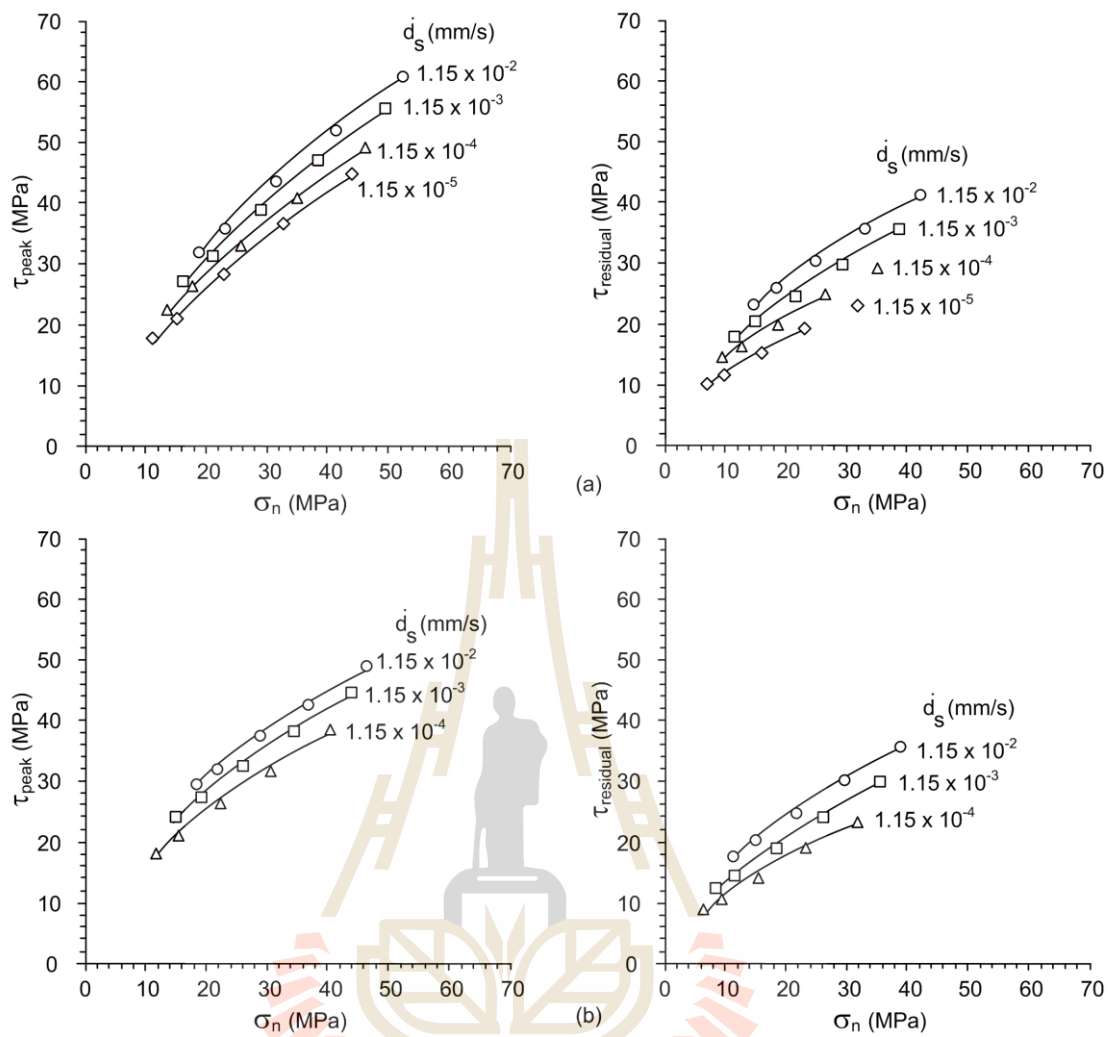 70
60
50
40
30
20
10
0
τpeak (MPa)
ḋs (mm/s)
1.15 x 10-2
1.15 x 10-3
1.15 x 10-4
1.15 x 10-5
0 10 20 30 40 50 60 70
σn (MPa)
70
60
50
40
30
20
10
0
τresidual (MPa)
ḋs (mm/s)
1.15 x 10-2
1.15 x 10-3
1.15 x 10-4
1.15 x 10-5
0 10 20 30 40 50 60 70
σn (MPa)
(a)
70
60
50
40
30
20
10
0
τpeak (MPa)
ḋs (mm/s)
1.15 x 10-2
1.15 x 10-3
1.15 x 10-4
0 10 20 30 40 50 60 70
σn (MPa)
70
60
50
40
30
20
10
0
τresidual (MPa)
ḋs (mm/s)
1.15 x 10-2
1.15 x 10-3
1.15 x 10-4
0 10 20 30 40 50 60 70
σn (MPa)
(b)